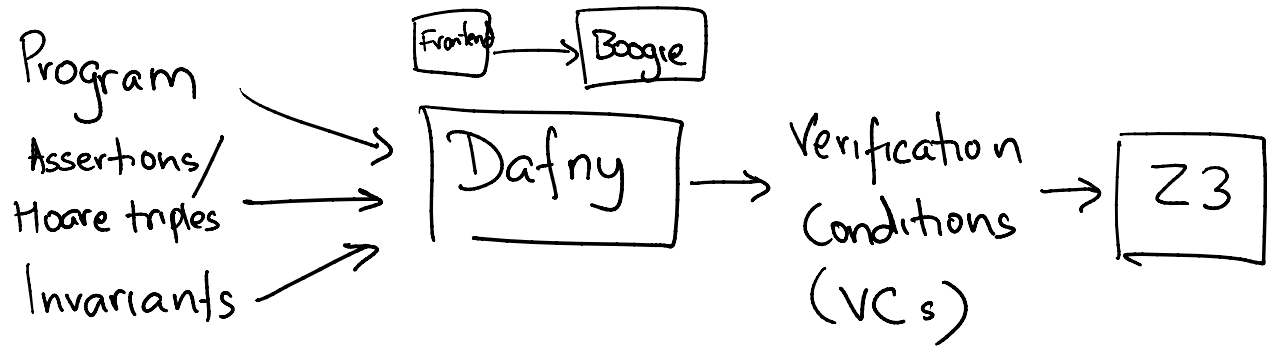 Program
Assertions/
Hoare triples
Invariants
Frontend
Boogie
Dafny
Verification
Conditions
(VCs)
Z3